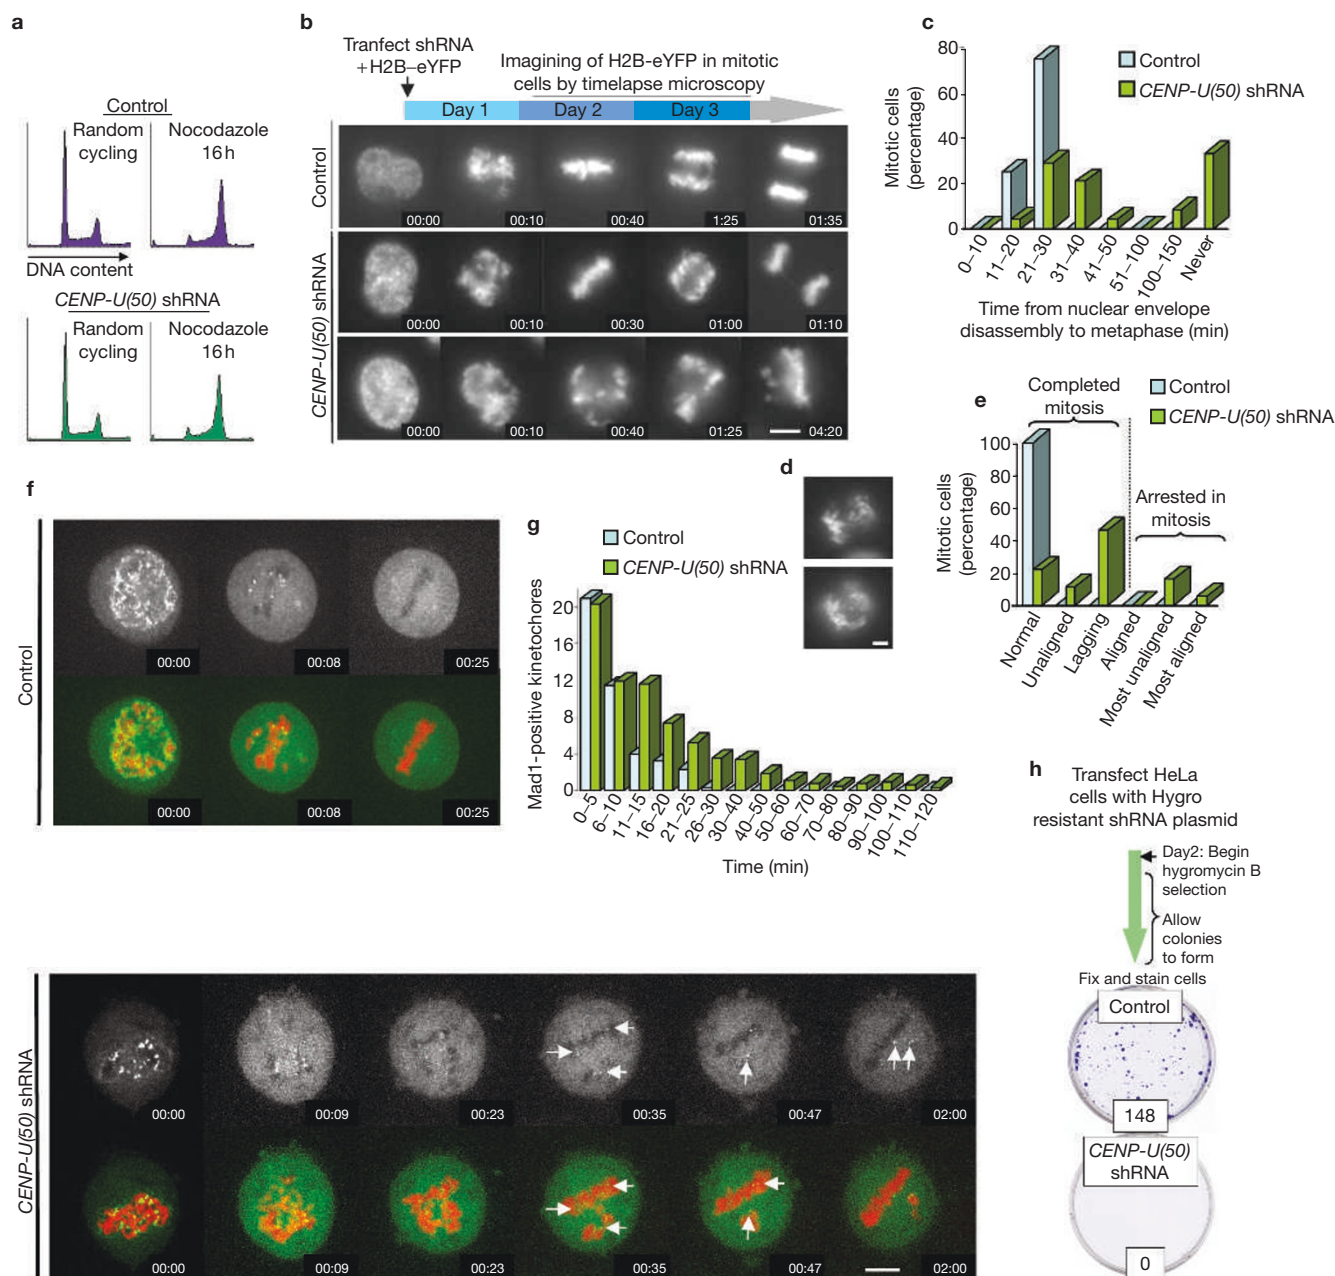 a
Control
Random
cycling
Nocodazole
16 h
DNA content
CENP-U(50) shRNA
Random
cycling
Nocodazole
16 h
b
Tranfect shRNA
+H2B–eYFP
Imagining of H2B-eYFP in mitotic
cells by timelapse microscopy
Day 1
Day 2
Day 3
Control
00:00
00:10
00:40
1:25
01:35
CENP-U(50) shRNA
00:00
00:10
00:30
01:00
01:10
00:00
00:10
00:40
01:25
04:20
c
Control
CENP-U(50) shRNA
Mitotic cells
(percentage)
80
60
40
20
0
0–10
11–20
21–30
31–40
41–50
51–100
100–150
Never
Time from nuclear envelope
disassembly to metaphase (min)
d
e
Completed
mitosis
Control
CENP-U(50) shRNA
Arrested in
mitosis
Mitotic cells
(percentage)
100
80
60
40
20
0
Normal
Unaligned
Lagging
Aligned
Most unaligned
Most aligned
f
Control
00:00
00:08
00:25
00:00
00:08
00:25
g
Control
CENP-U(50) shRNA
Mad1-positive kinetochores
20
16
12
8
4
0
0–5
6–10
11–15
16–20
21–25
26–30
30–40
40–50
50–60
60–70
70–80
80–90
90–100
100–110
110–120
Time (min)
h
Transfect HeLa
cells with Hygro
resistant shRNA plasmid
Day2: Begin
hygromycin B
selection
Allow
colonies
to form
Fix and stain cells
Control
148
CENP-U(50)
shRNA
0
CENP-U(50) shRNA
00:00
00:09
00:23
00:35
00:47
02:00
00:00
00:09
00:23
00:35
00:47
02:00